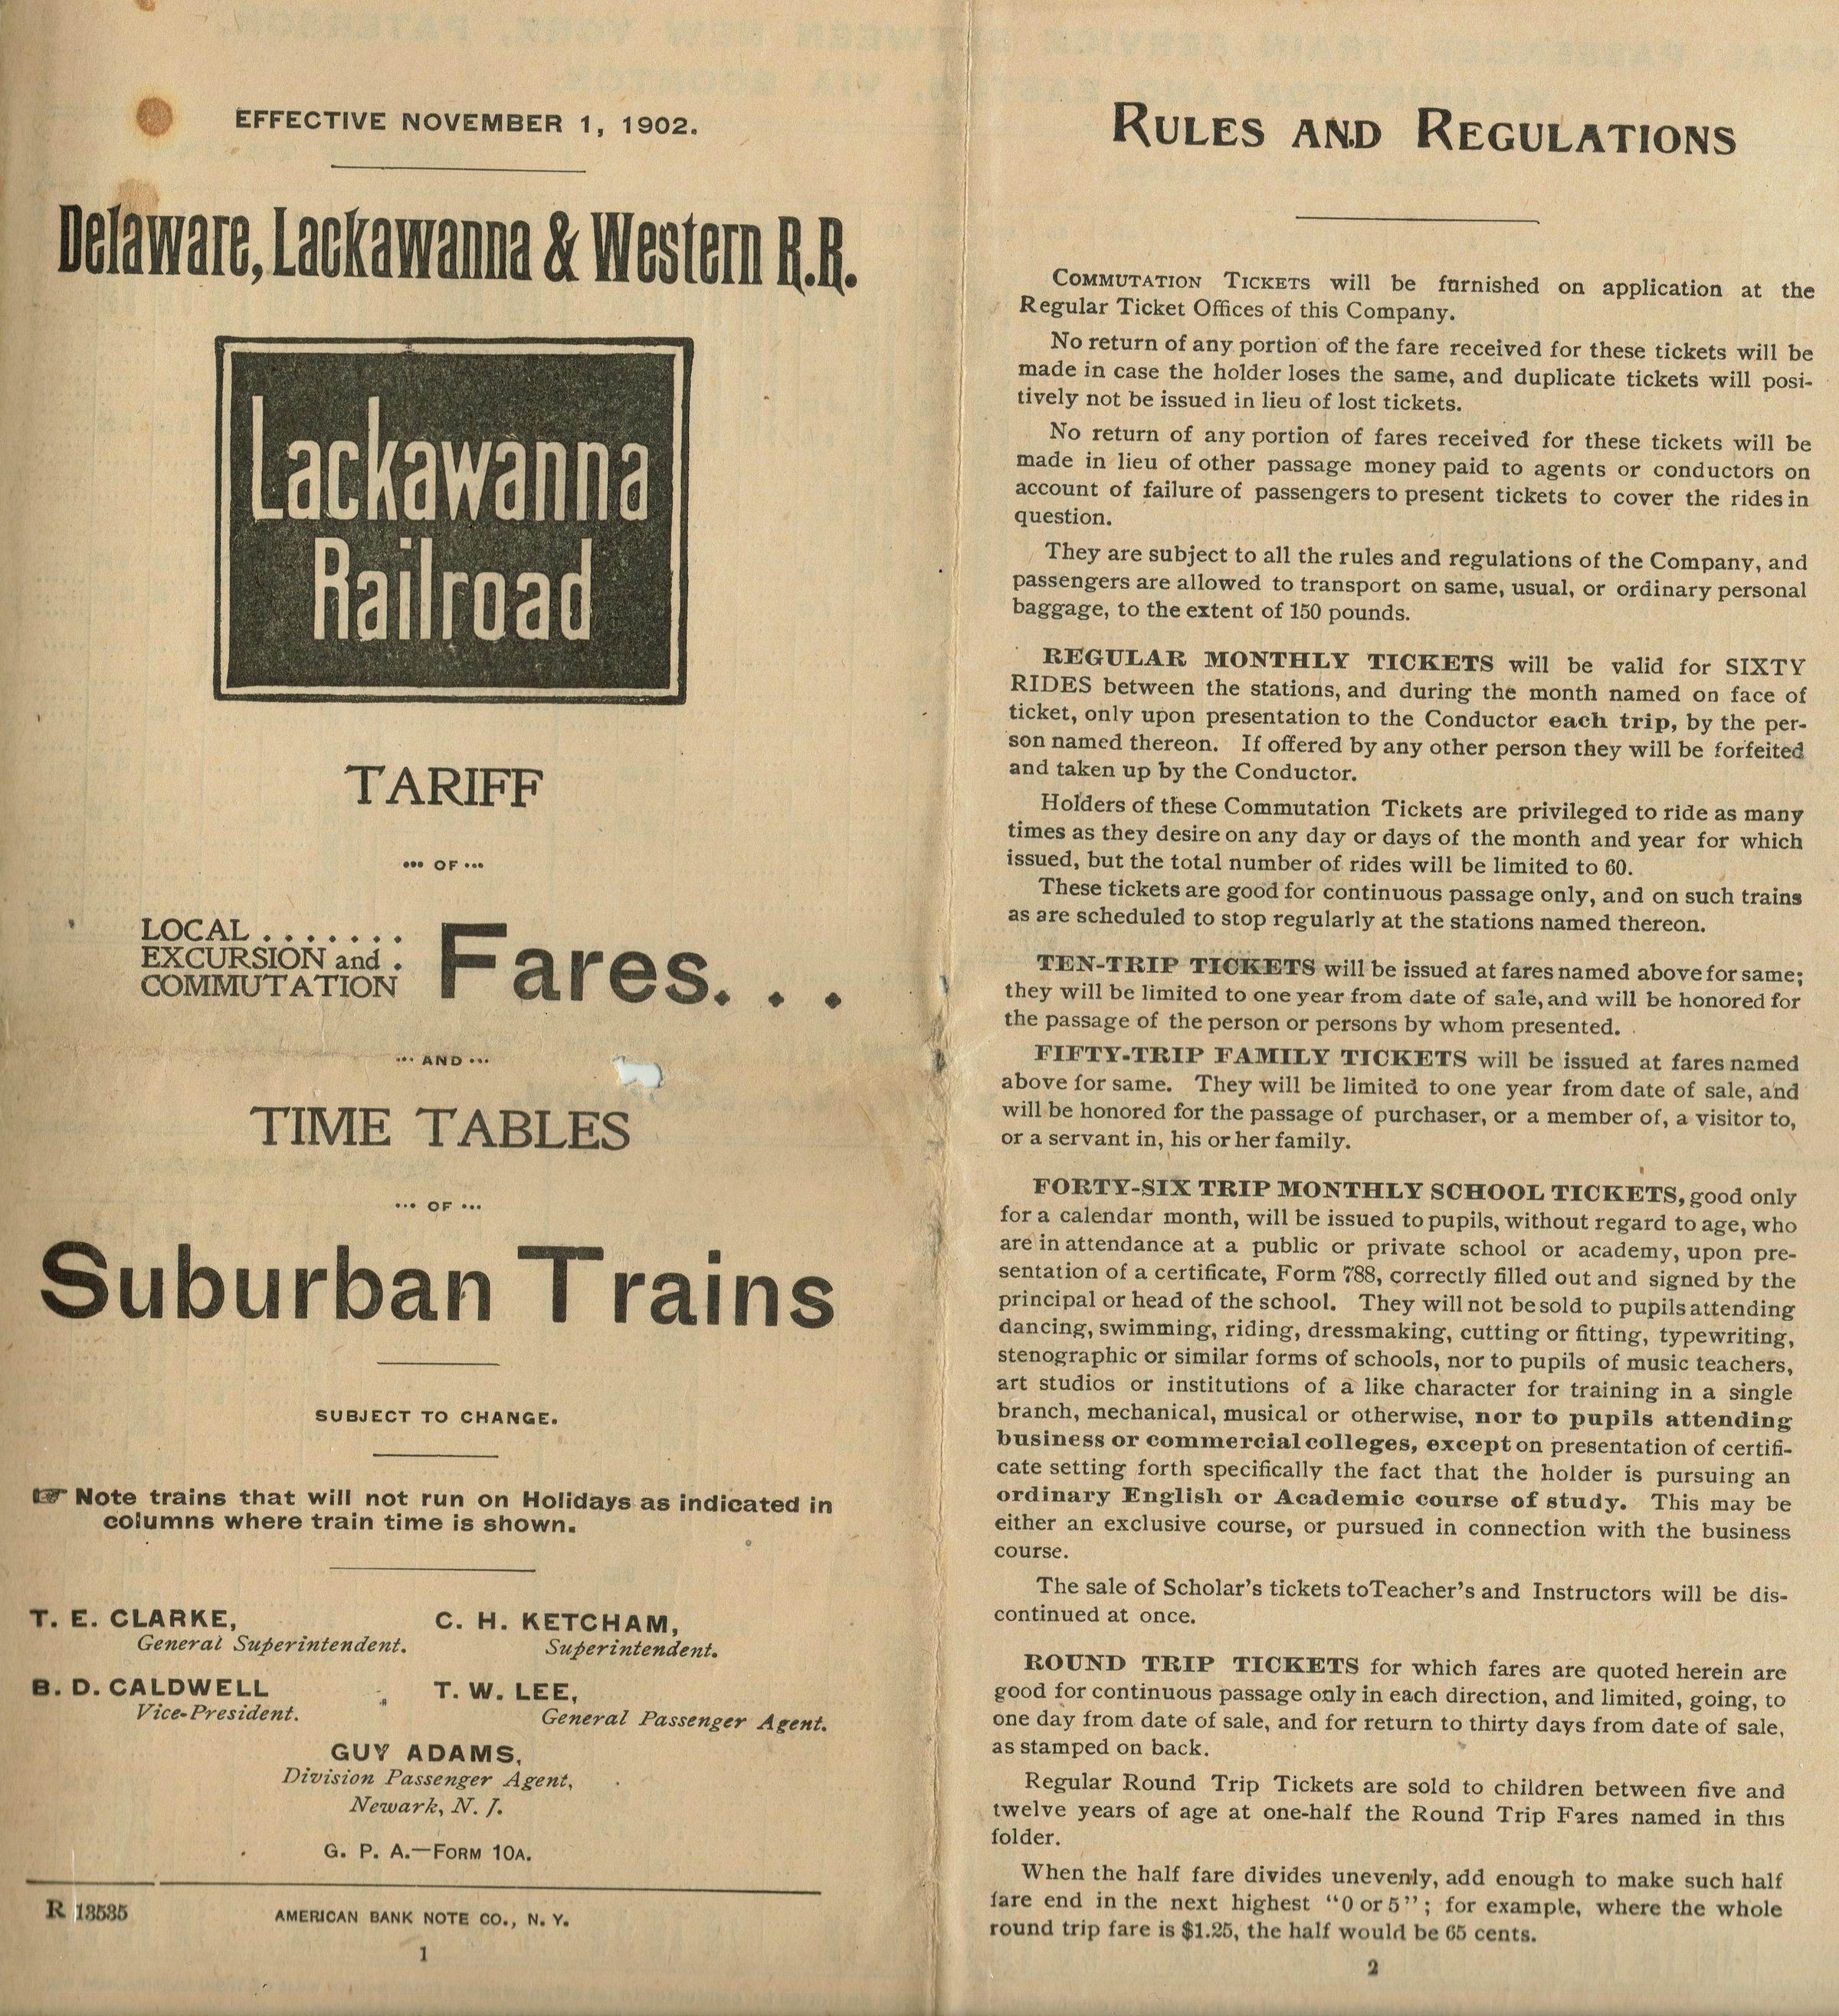 EFFECTIVE NOVEMBER 1, 1902.
Delaware, Lackawanna & Western R.R.
Lackawanna
Railroad
TARIFF
... OF ...
LOCAL . . . . . . .
EXCURSION and .
COMMUTATION
Fares. . .
... AND ...
TIME TABLES
... OF ...
Suburban Trains
SUBJECT TO CHANGE.
☞ Note trains that will not run on Holidays as indicated in
columns where train time is shown.
T. E. CLARKE,
General Superintendent.
C. H. KETCHAM,
Superintendent.
B. D. CALDWELL
Vice-President.
T. W. LEE,
General Passenger Agent.
GUY ADAMS,
Division Passenger Agent,
Newark, N. J.
G. P. A.—FORM 10A.
R 13535
AMERICAN BANK NOTE CO., N. Y.
1
RULES AND REGULATIONS
COMMUTATION TICKETS will be furnished on application at the
Regular Ticket Offices of this Company.
No return of any portion of the fare received for these tickets will be
made in case the holder loses the same, and duplicate tickets will posi-
tively not be issued in lieu of lost tickets.
No return of any portion of fares received for these tickets will be
made in lieu of other passage money paid to agents or conductors on
account of failure of passengers to present tickets to cover the rides in
question.
They are subject to all the rules and regulations of the Company, and
passengers are allowed to transport on same, usual, or ordinary personal
baggage, to the extent of 150 pounds.
REGULAR MONTHLY TICKETS will be valid for SIXTY
RIDES between the stations, and during the month named on face of
ticket, only upon presentation to the Conductor each trip, by the per-
son named thereon. If offered by any other person they will be forfeited
and taken up by the Conductor.
Holders of these Commutation Tickets are privileged to ride as many
times as they desire on any day or days of the month and year for which
issued, but the total number of rides will be limited to 60.
These tickets are good for continuous passage only, and on such trains
as are scheduled to stop regularly at the stations named thereon.
TEN-TRIP TICKETS will be issued at fares named above for same;
they will be limited to one year from date of sale, and will be honored for
the passage of the person or persons by whom presented.
FIFTY-TRIP FAMILY TICKETS will be issued at fares named
above for same. They will be limited to one year from date of sale, and
will be honored for the passage of purchaser, or a member of, a visitor to,
or a servant in, his or her family.
FORTY-SIX TRIP MONTHLY SCHOOL TICKETS, good only
for a calendar month, will be issued to pupils, without regard to age, who
are in attendance at a public or private school or academy, upon pre-
sentation of a certificate, Form 788, correctly filled out and signed by the
principal or head of the school. They will not be sold to pupils attending
dancing, swimming, riding, dressmaking, cutting or fitting, typewriting,
stenographic or similar forms of schools, nor to pupils of music teachers,
art studios or institutions of a like character for training in a single
branch, mechanical, musical or otherwise, nor to pupils attending
business or commercial colleges, except on presentation of certifi-
cate setting forth specifically the fact that the holder is pursuing an
ordinary English or Academic course of study. This may be
either an exclusive course, or pursued in connection with the business
course.
The sale of Scholar's tickets to Teacher's and Instructors will be dis-
continued at once.
ROUND TRIP TICKETS for which fares are quoted herein are
good for continuous passage only in each direction, and limited, going, to
one day from date of sale, and for return to thirty days from date of sale,
as stamped on back.
Regular Round Trip Tickets are sold to children between five and
twelve years of age at one-half the Round Trip Fares named in this
folder.
When the half fare divides unevenly, add enough to make such half
fare end in the next highest "0 or 5"; for example, where the whole
round trip fare is $1.25, the half would be 65 cents.
2